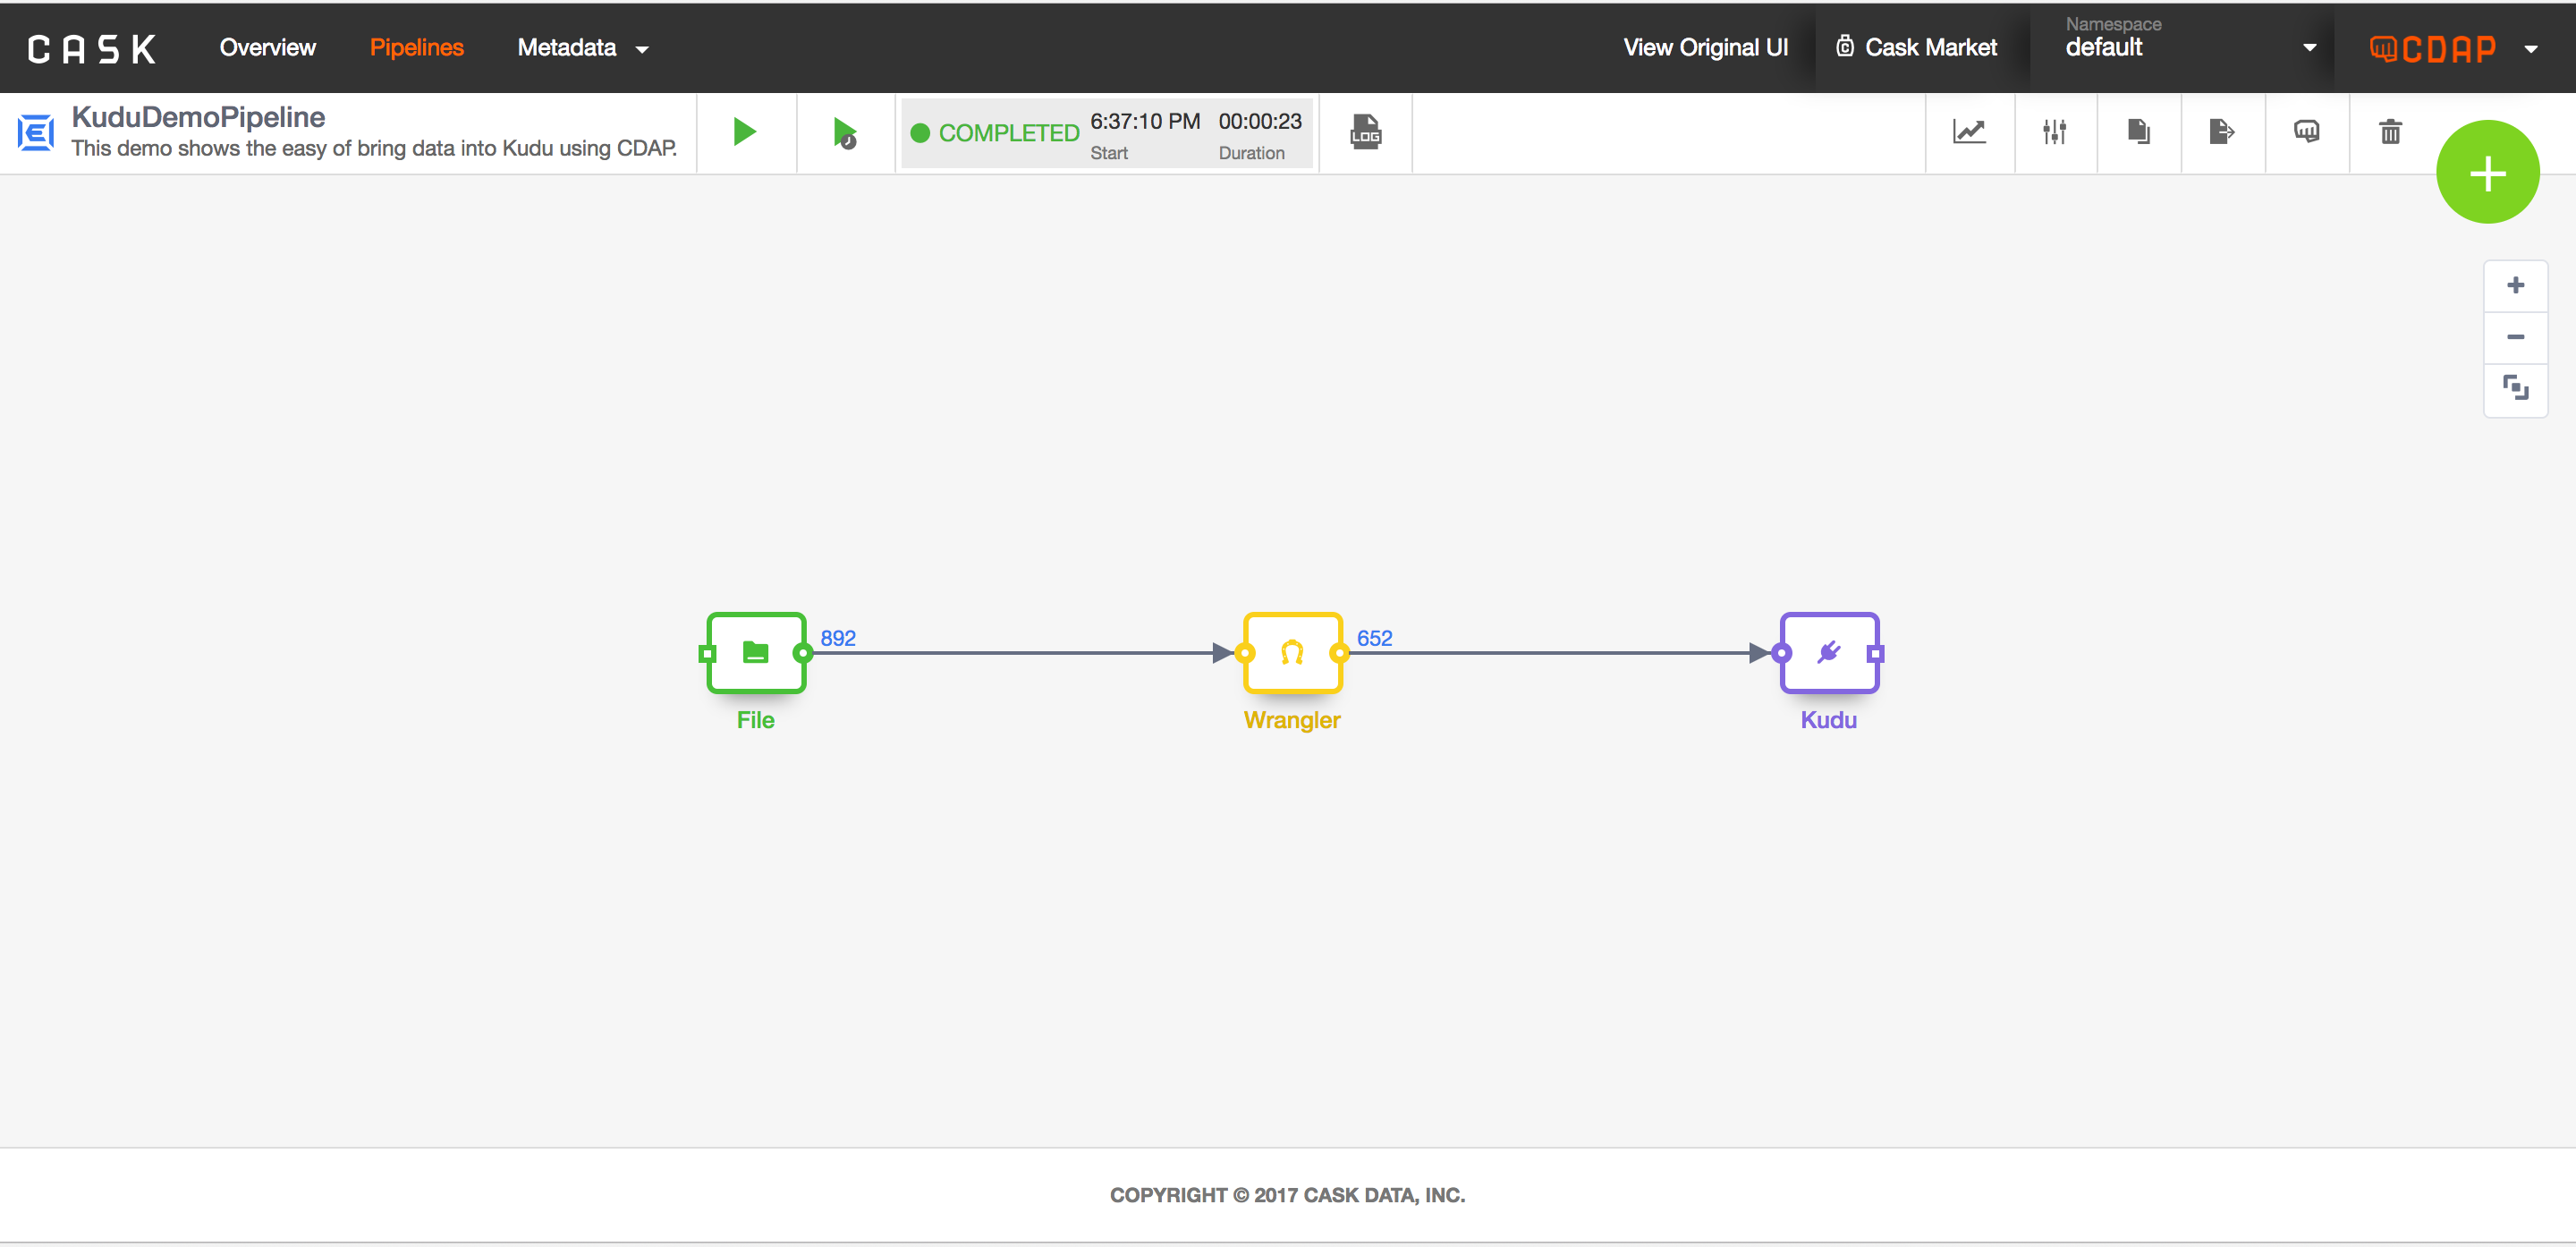 CASK Overview Pipelines Metadata View Original UI Cask Market Namespace default CDAP
KuduDemoPipeline
This demo shows the easy of bring data into Kudu using CDAP.
COMPLETED 6:37:10 PM 00:00:23
Start Duration
LOG
892 652
File Wrangler Kudu
COPYRIGHT © 2017 CASK DATA, INC.